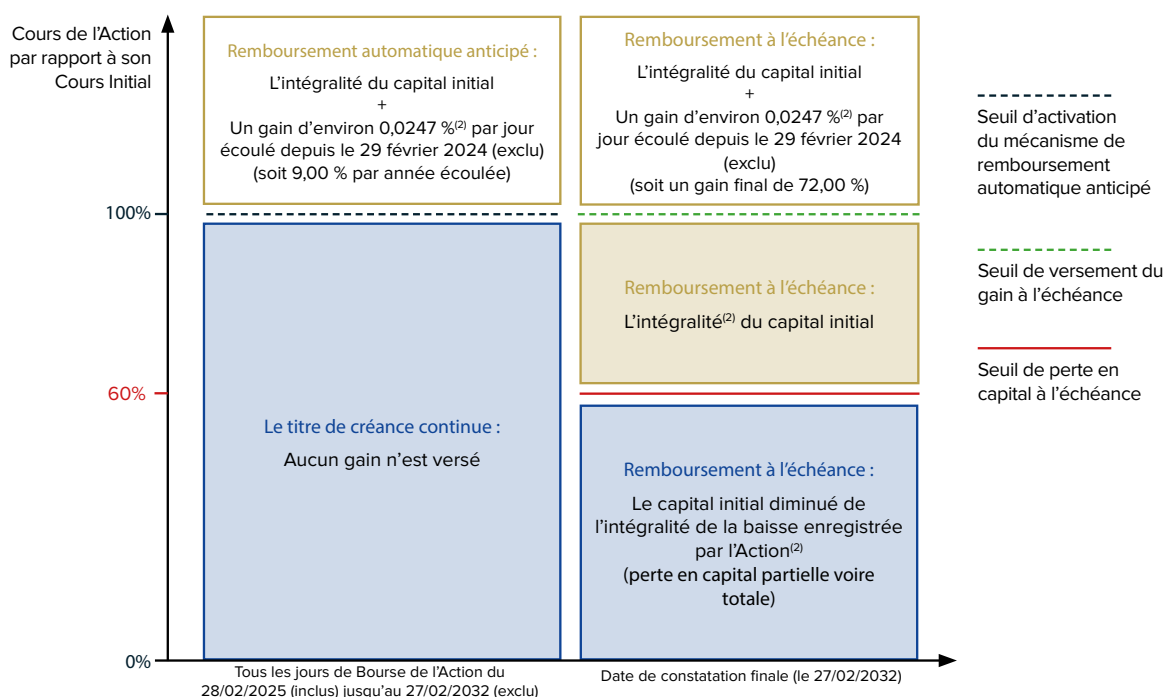 Cours de l'Action
par rapport à son
Cours Initial
100%
60%
0%
Remboursement automatique anticipé :
L'intégralité du capital initial
+
Un gain d'environ 0,0247 %(2) par jour
écoulé depuis le 29 février 2024 (exclu)
(soit 9,00 % par année écoulée)
Le titre de créance continue :
Aucun gain n'est versé
Tous les jours de Bourse de l'Action du
28/02/2025 (inclus) jusqu'au 27/02/2032 (exclu)
Remboursement à l'échéance :
L'intégralité du capital initial
+
Un gain d'environ 0,0247 %(2) par
jour écoulé depuis le 29 février 2024
(exclu)
(soit un gain final de 72,00 %)
Remboursement à l'échéance :
L'intégralité(2) du capital initial
Remboursement à l'échéance :
Le capital initial diminué de
l'intégralité de la baisse enregistrée
par l'Action(2)
(perte en capital partielle voire
totale)
Date de constatation finale (le 27/02/2032)
Seuil d'activation
du mécanisme de
remboursement
automatique anticipé
Seuil de versement du
gain à l'échéance
Seuil de perte en
capital à l'échéance